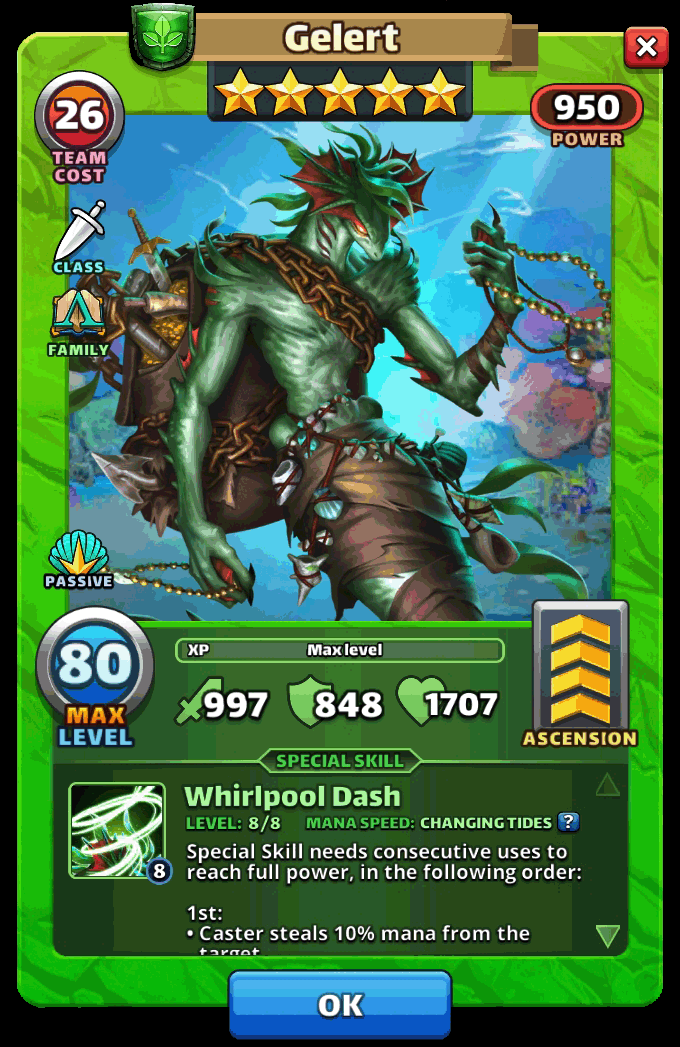 Gelert
26
TEAM
COST
950
POWER
CLASS
FAMILY
PASSIVE
80
MAX
LEVEL
XP Max level
997 848 1707
ASCENSION
SPECIAL SKILL
Whirlpool Dash
LEVEL: 8/8 MANA SPEED: CHANGING TIDES ?
8
Special Skill needs consecutive uses to
reach full power, in the following order:
1st:
• Caster steals 10% mana from the
target
OK